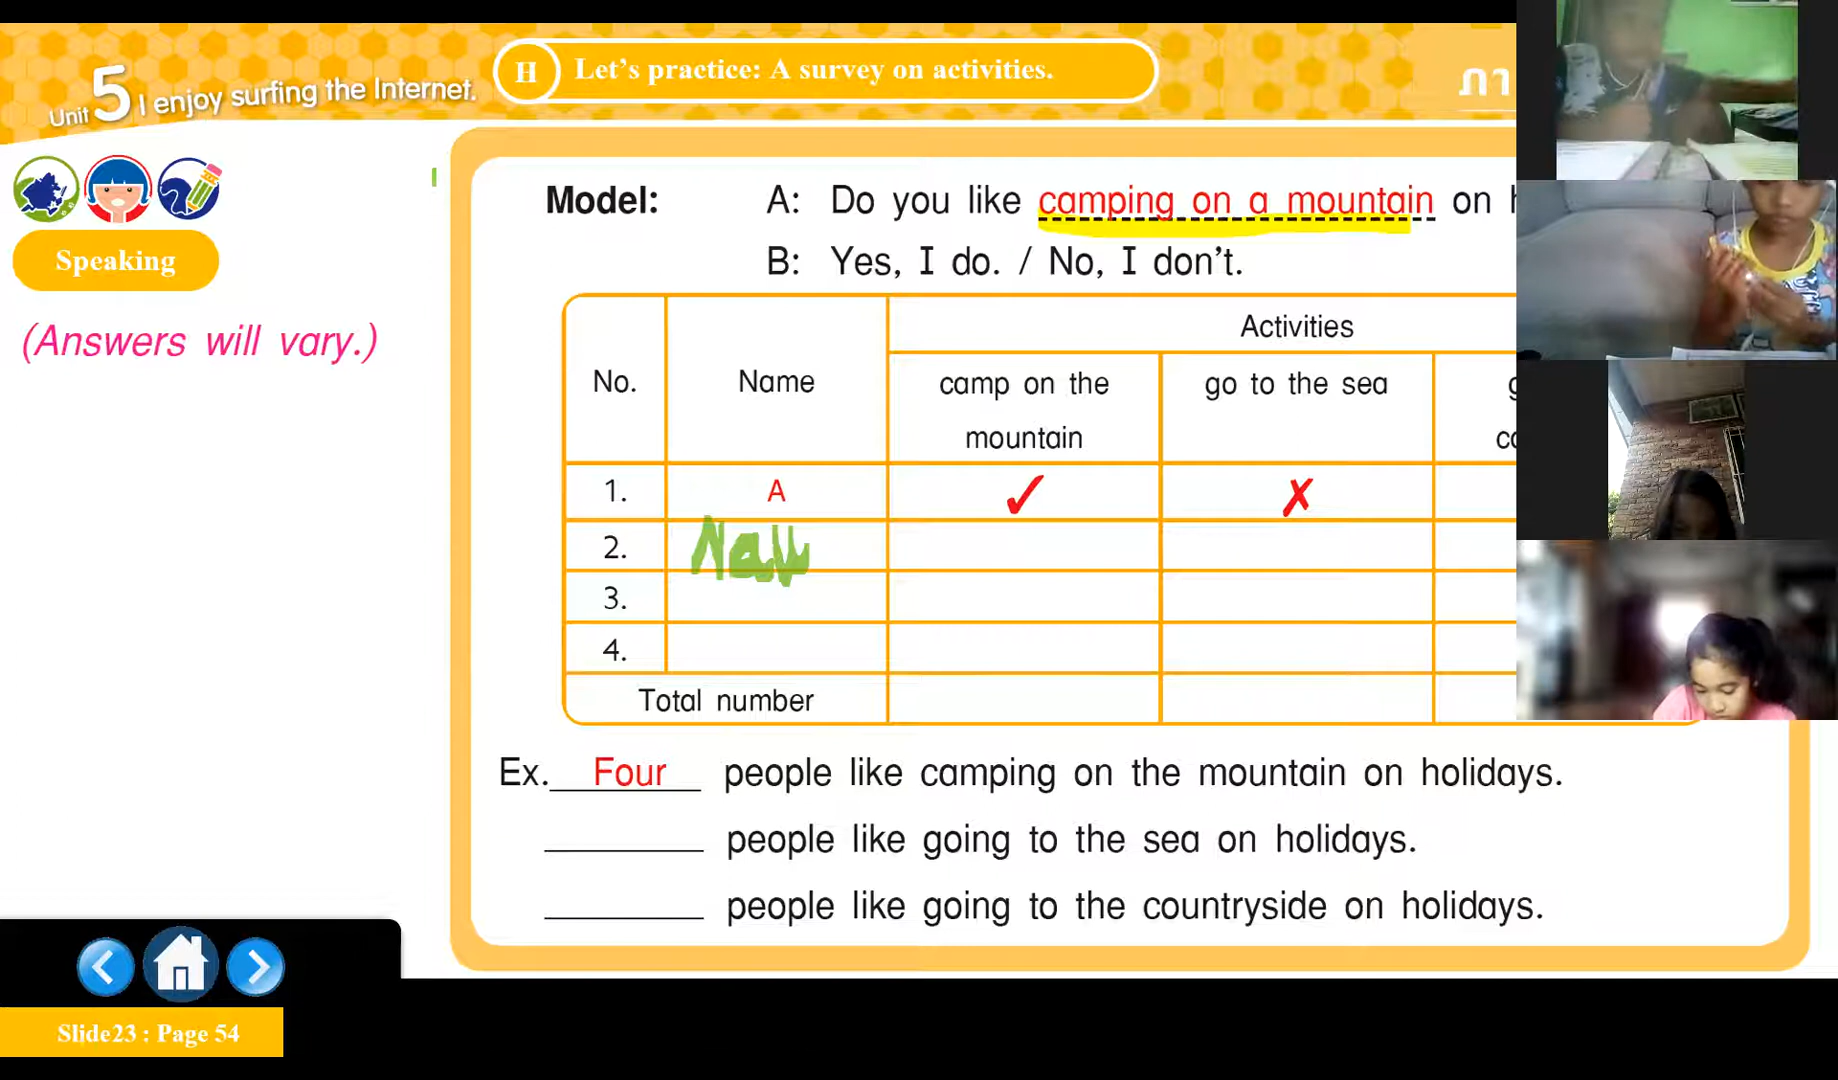 Unit 5 I enjoy surfing the Internet.
H Let's practice: A survey on activities.
ภา
Speaking
(Answers will vary.)
Model: A: Do you like camping on a mountain on
B: Yes, I do. / No, I don't.
No. Name Activities
camp on the mountain
go to the sea
1. A ✓ ✗
2.
3.
4.
Total number
Ex. Four people like camping on the mountain on holidays.
people like going to the sea on holidays.
people like going to the countryside on holidays.
Slide23 : Page 54